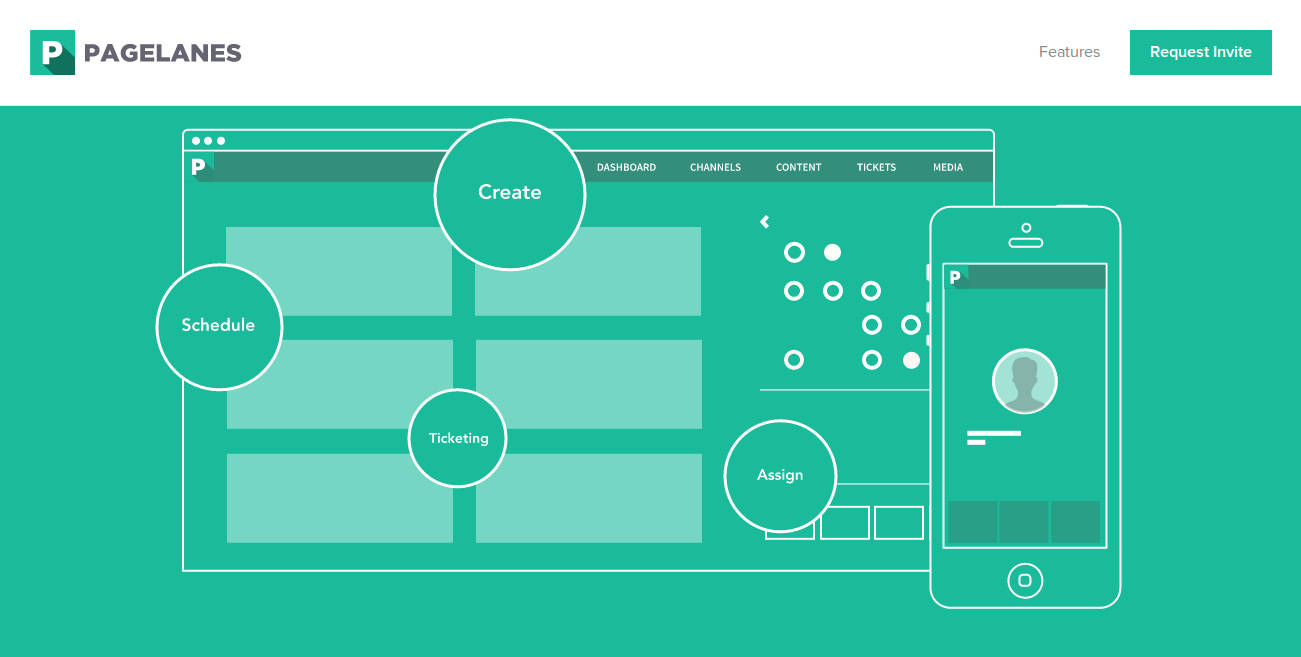 P PAGELANES
Features
Request Invite
P
DASHBOARD CHANNELS CONTENT TICKETS MEDIA
Create
Schedule
Ticketing
Assign
P